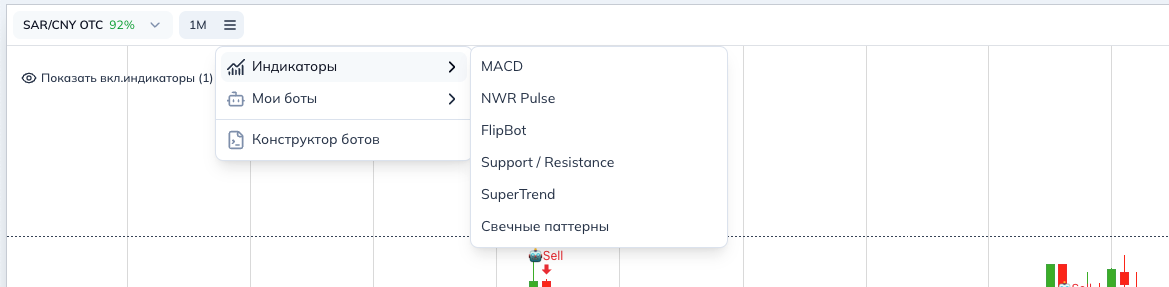 SAR/CNY OTC 92% 1M
Показать вкл.индикаторы (1)
Индикаторы
Мои боты
Конструктор ботов
MACD
NWR Pulse
FlipBot
Support / Resistance
SuperTrend
Свечные паттерны
Sell